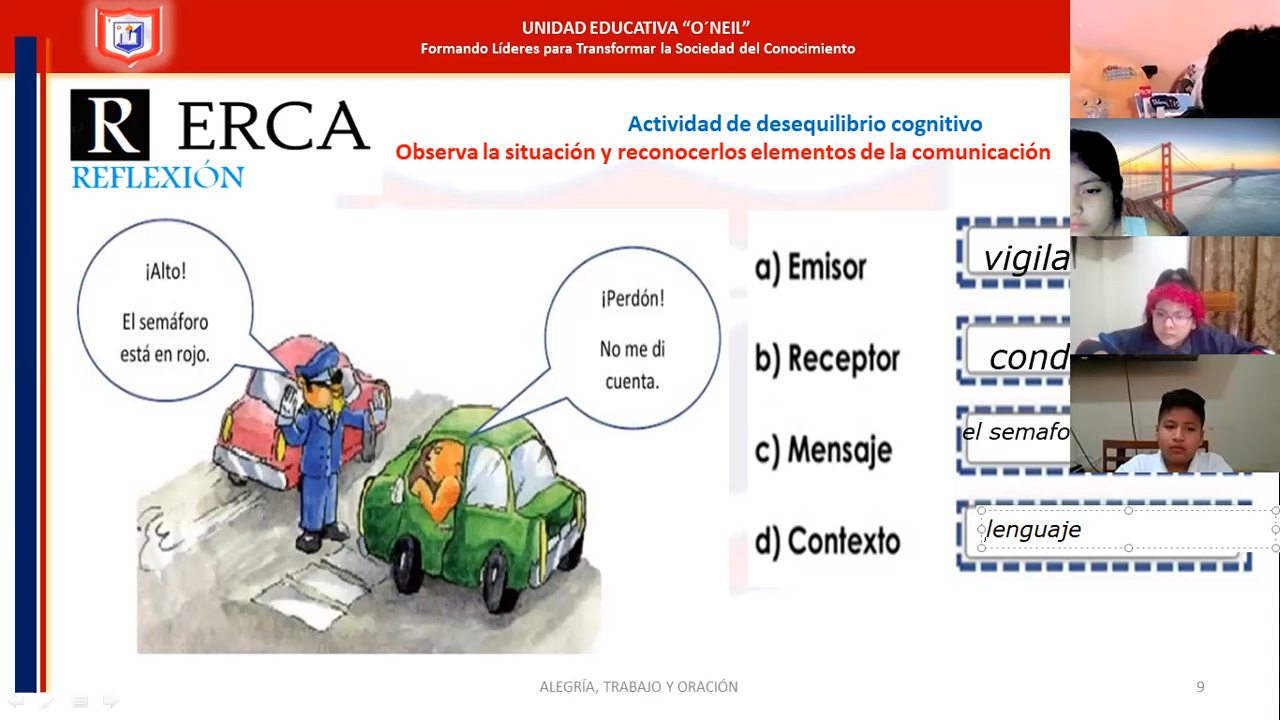 UNIDAD EDUCATIVA “O´NEIL”
Formando Líderes para Transformar la Sociedad del Conocimiento
R ERCA
REFLEXIÓN
Actividad de desequilibrio cognitivo
Observa la situación y reconocerlos elementos de la comunicación
¡Alto!
El semáforo
está en rojo.
¡Perdón!
No me di
cuenta.
a) Emisor
vigila
b) Receptor
cond
c) Mensaje
el semafo
d) Contexto
lenguaje
ALEGRÍA, TRABAJO Y ORACIÓN
9